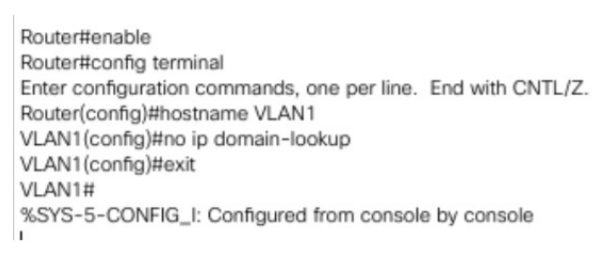 Router#enable
Router#config terminal
Enter configuration commands, one per line.  End with CNTL/Z.
Router(config)#hostname VLAN1
VLAN1(config)#no ip domain-lookup
VLAN1(config)#exit
VLAN1#
%SYS-5-CONFIG_I: Configured from console by console